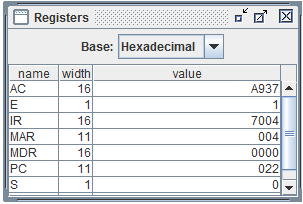 Registers
Base: Hexadecimal
name width value
AC 16 A937
E 1 1
IR 16 7004
MAR 11 004
MDR 16 0000
PC 11 022
S 1 0